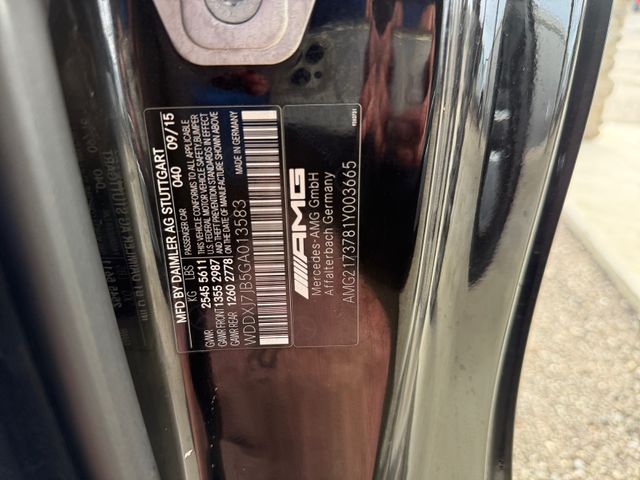 MFD BY DAIMLER AG STUTTGART
PASSENGER CAR 040 09/15
KG LBS
GVWR 2545 5611
GAWR FRONT 1355 2987
GAWR REAR 1260 2778
THIS VEHICLE CONFORMS TO ALL APPLICABLE
U.S. FEDERAL MOTOR VEHICLE SAFETY/BUMPER
AND THEFT PREVENTION STANDARDS IN EFFECT
ON THE DATE OF MANUFACTURE SHOWN ABOVE
WDDXJ7JB5GA013583
MADE IN GERMANY
AMG
Mercedes-AMG GmbH
Affalterbach Germany
AMG2173781Y003665